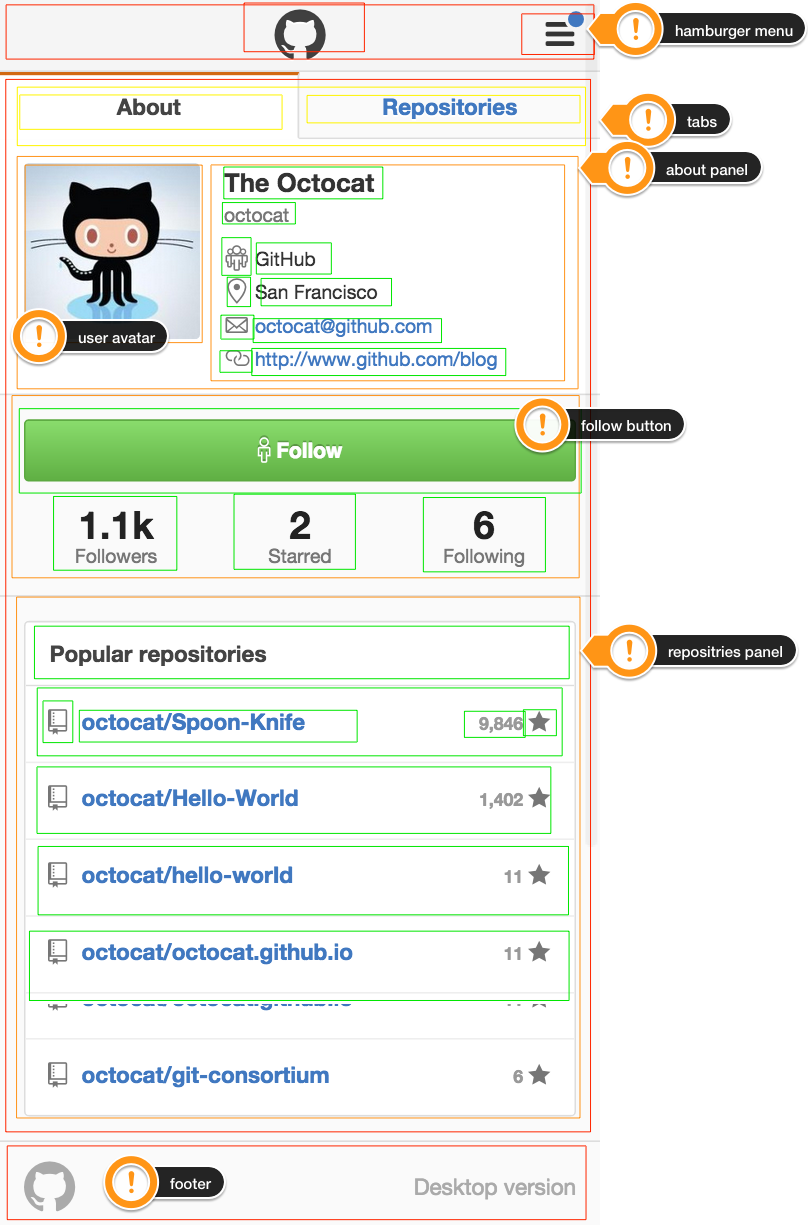 hamburger menu
About
Repositories
tabs
about panel
The Octocat
octocat
GitHub
San Francisco
octocat@github.com
user avatar
http://www.github.com/blog
follow button
Follow
1.1k
2
6
Followers
Starred
Following
Popular repositories
repositries panel
octocat/Spoon-Knife 9,846
octocat/Hello-World 1,402
octocat/hello-world 11
octocat/octocat.github.io 11
octocat/git-consortium 6
footer
Desktop version